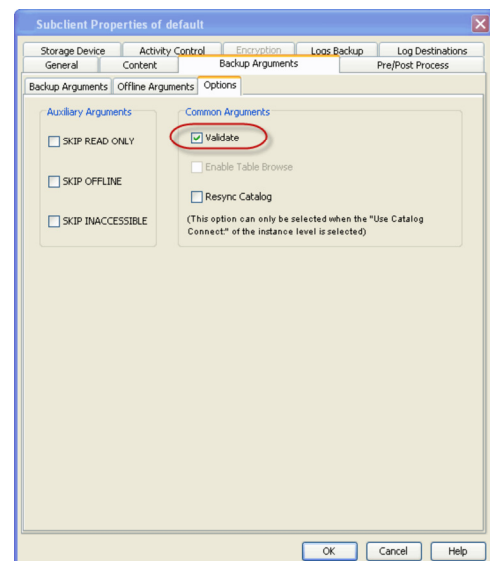 Subclient Properties of default
Storage Device Activity Control Encryption Logs Backup Log Destinations
General Content Backup Arguments Pre/Post Process
Backup Arguments Offline Arguments Options
Auxiliary Arguments
SKIP READ ONLY
SKIP OFFLINE
SKIP INACCESSIBLE
Common Arguments
Validate
Enable Table Browse
Resync Catalog
(This option can only be selected when the "Use Catalog
Connect:" of the instance level is selected)
OK Cancel Help